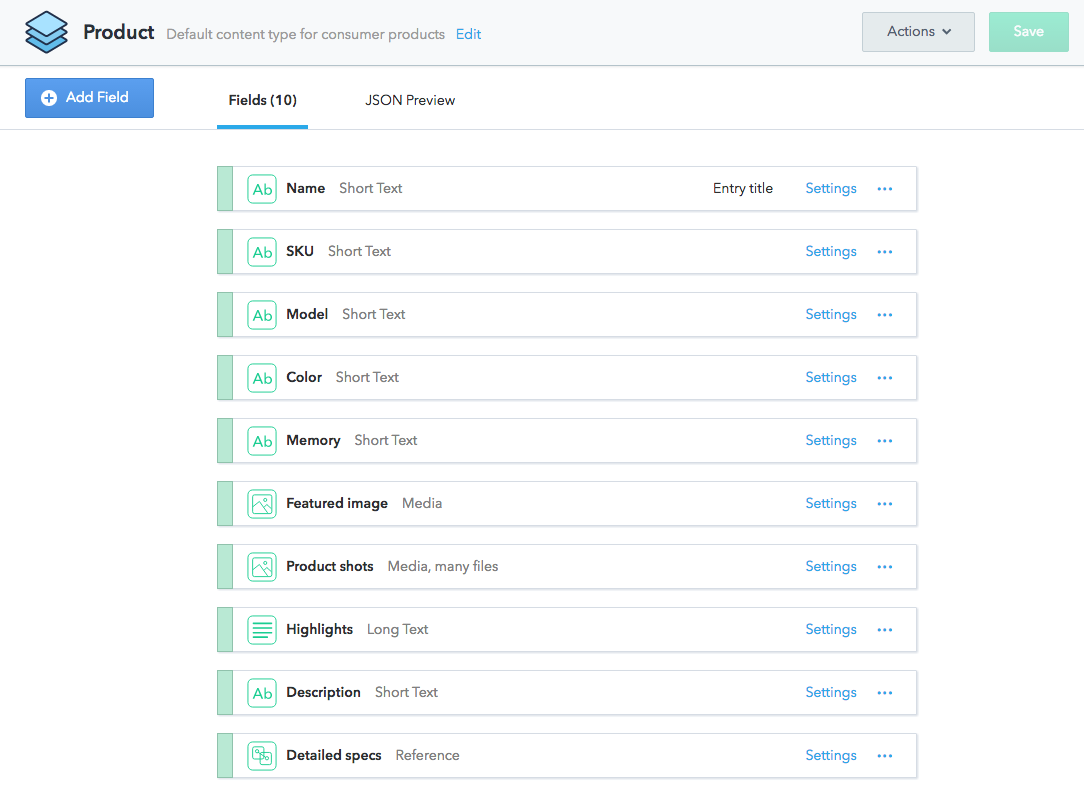 Product Default content type for consumer products Edit Actions Save
Add Field Fields (10) JSON Preview
Ab Name Short Text Entry title Settings
Ab SKU Short Text Settings
Ab Model Short Text Settings
Ab Color Short Text Settings
Ab Memory Short Text Settings
Featured image Media Settings
Product shots Media, many files Settings
Highlights Long Text Settings
Ab Description Short Text Settings
Detailed specs Reference Settings